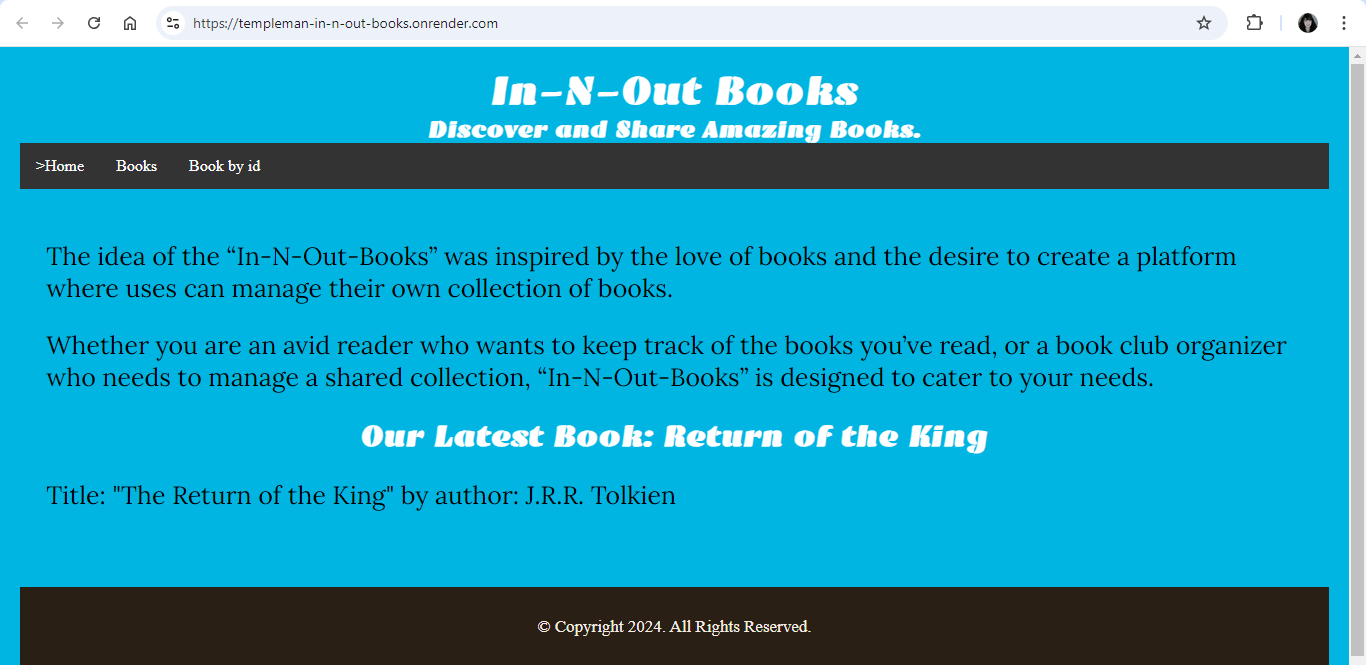 https://templeman-in-n-out-books.onrender.com
In-N-Out Books
Discover and Share Amazing Books.
>Home Books Book by id
The idea of the “In-N-Out-Books” was inspired by the love of books and the desire to create a platform
where uses can manage their own collection of books.
Whether you are an avid reader who wants to keep track of the books you’ve read, or a book club organizer
who needs to manage a shared collection, “In-N-Out-Books” is designed to cater to your needs.
Our Latest Book: Return of the King
Title: "The Return of the King" by author: J.R.R. Tolkien
© Copyright 2024. All Rights Reserved.